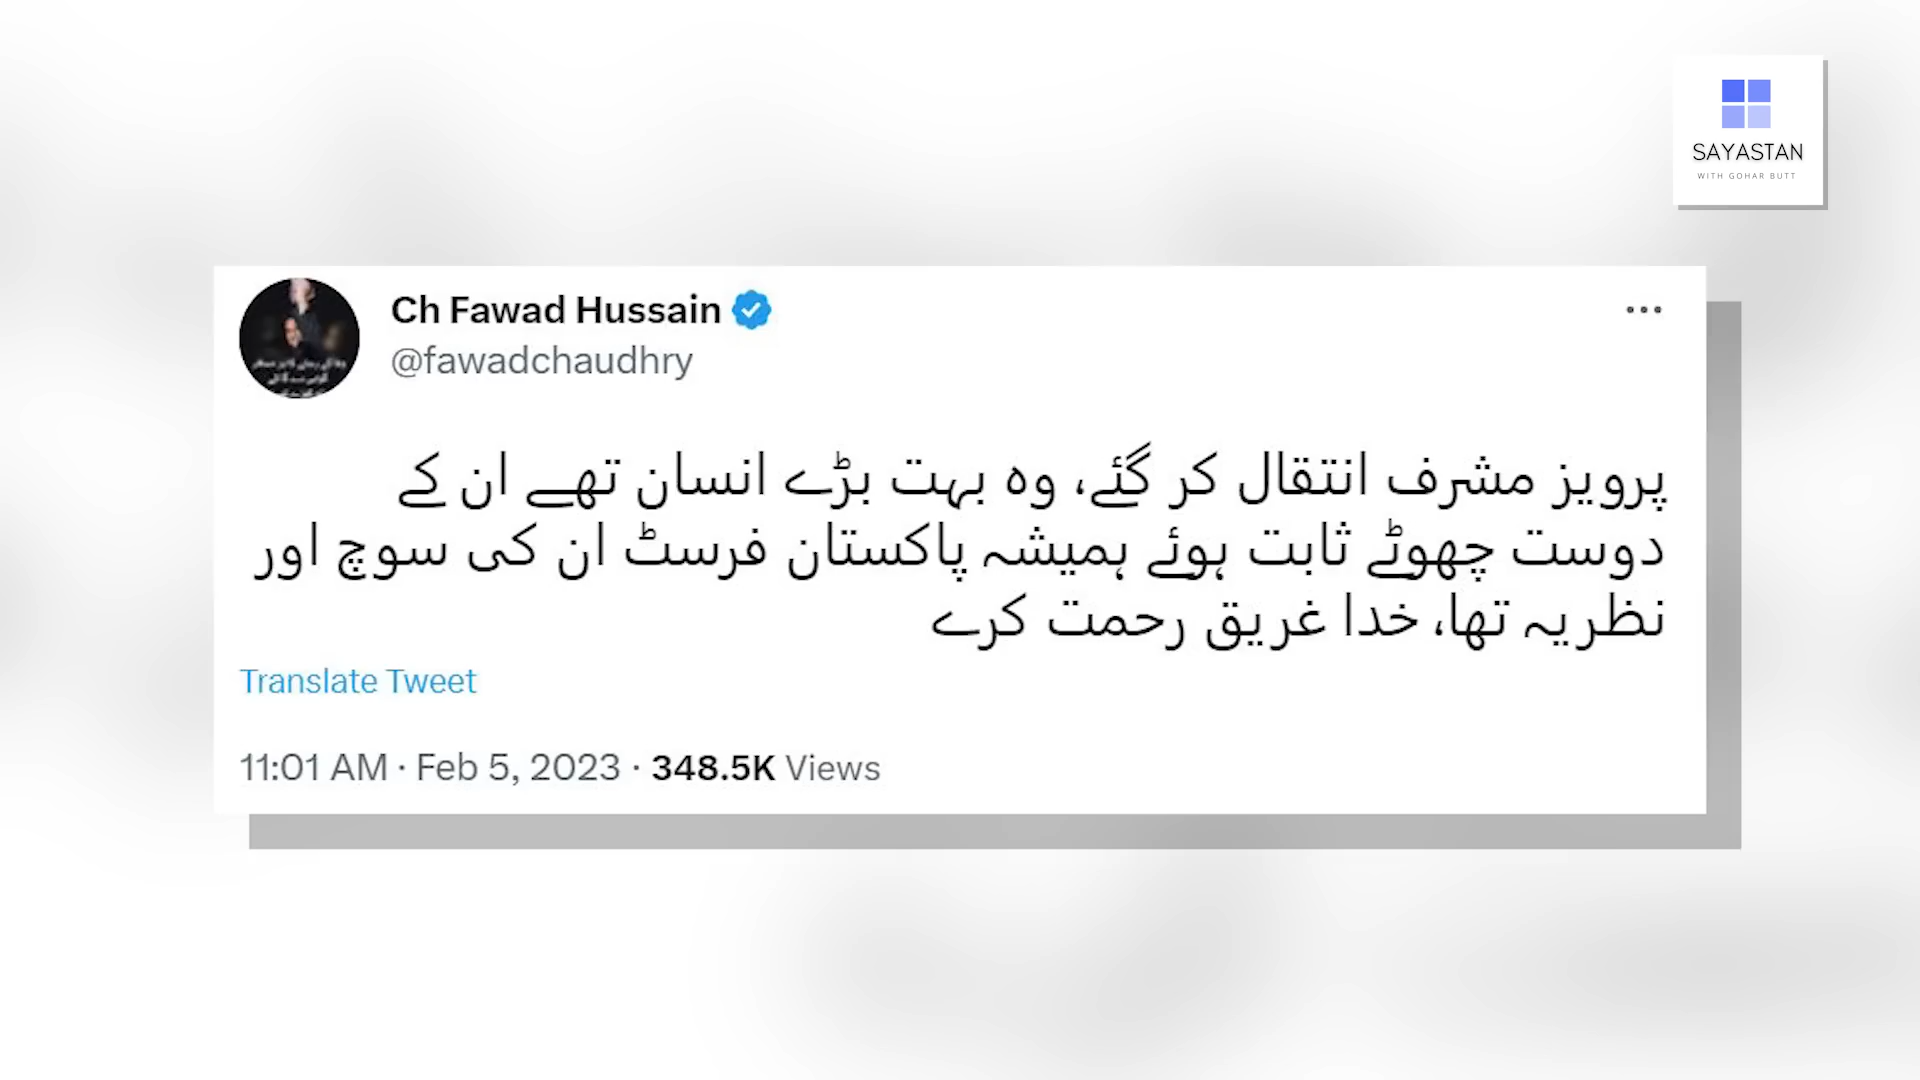 SAYASTAN
WITH GOHAR BUTT
Ch Fawad Hussain
@fawadchaudhry
پرویز مشرف انتقال کر گئے، وہ بہت بڑے انسان تھے ان کے
دوست چھوٹے ثابت ہوئے ہمیشہ پاکستان فرسٹ ان کی سوچ اور
نظریہ تھا، خدا غریق رحمت کرے
Translate Tweet
11:01 AM · Feb 5, 2023 · 348.5K Views